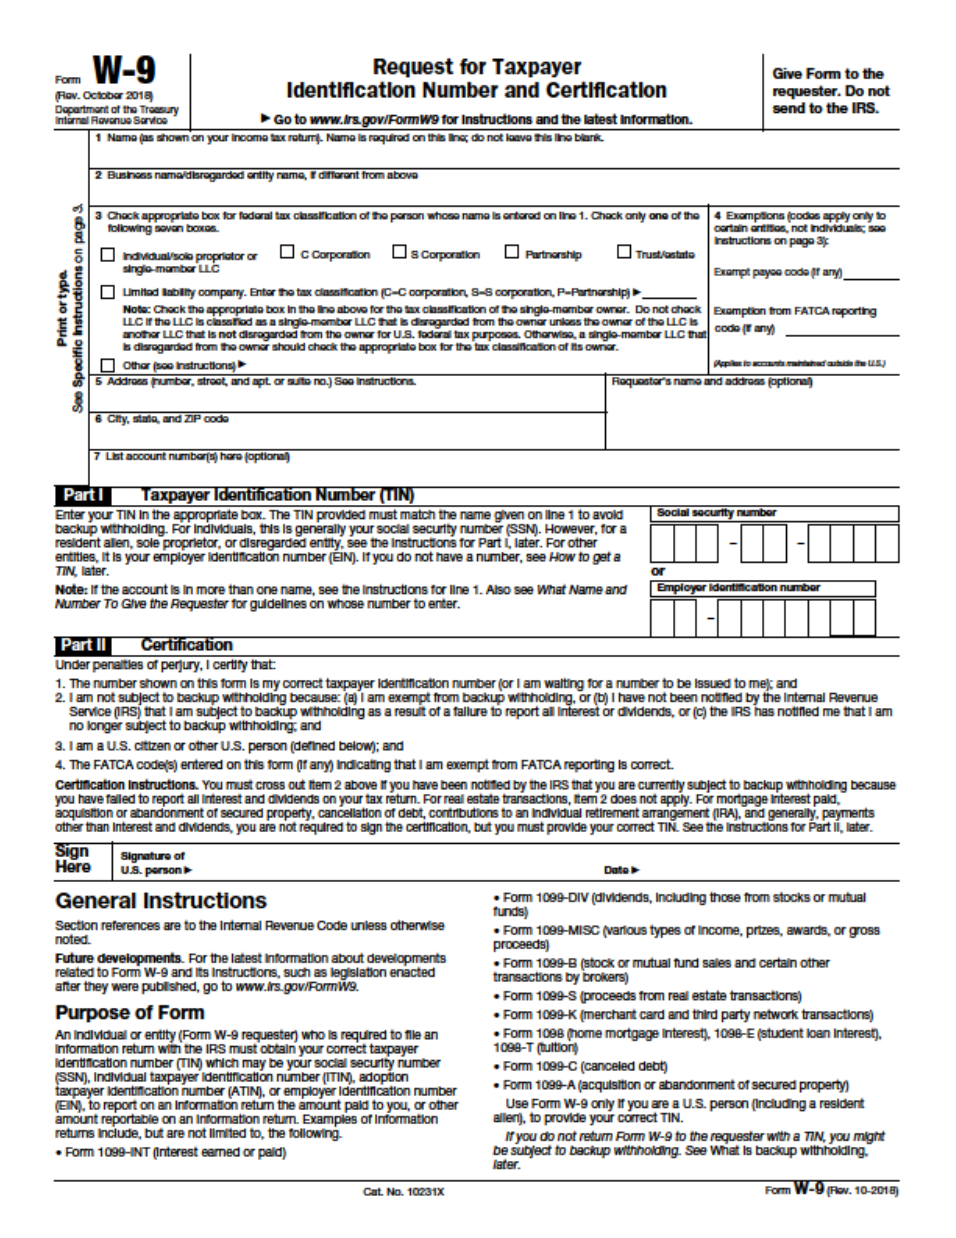 Form W-9
(Rev. October 2018)
Department of the Treasury
Internal Revenue Service
Request for Taxpayer
Identification Number and Certification
▶ Go to www.irs.gov/FormW9 for instructions and the latest information.
Give Form to the
requester. Do not
send to the IRS.
Print or type.
See Specific Instructions on page 3.
1 Name (as shown on your income tax return). Name is required on this line; do not leave this line blank.
2 Business name/disregarded entity name, if different from above
3 Check appropriate box for federal tax classification of the person whose name is entered on line 1. Check only one of the
following seven boxes.
Individual/sole proprietor or
single-member LLC
C Corporation
S Corporation
Partnership
Trust/estate
Limited liability company. Enter the tax classification (C=C corporation, S=S corporation, P=Partnership) ▶
Note: Check the appropriate box in the line above for the tax classification of the single-member owner. Do not check
LLC if the LLC is classified as a single-member LLC that is disregarded from the owner unless the owner of the LLC is
another LLC that is not disregarded from the owner for U.S. federal tax purposes. Otherwise, a single-member LLC that
is disregarded from the owner should check the appropriate box for the tax classification of its owner.
Other (see instructions) ▶
4 Exemptions (codes apply only to
certain entities, not individuals; see
instructions on page 3):
Exempt payee code (if any)
Exemption from FATCA reporting
code (if any)
(Applies to accounts maintained outside the U.S.)
5 Address (number, street, and apt. or suite no.) See instructions.
Requester's name and address (optional)
6 City, state, and ZIP code
7 List account number(s) here (optional)
Part I Taxpayer Identification Number (TIN)
Enter your TIN in the appropriate box. The TIN provided must match the name given on line 1 to avoid
backup withholding. For individuals, this is generally your social security number (SSN). However, for a
resident alien, sole proprietor, or disregarded entity, see the instructions for Part I, later. For other
entities, it is your employer identification number (EIN). If you do not have a number, see How to get a
TIN, later.
Note: If the account is in more than one name, see the instructions for line 1. Also see What Name and
Number To Give the Requester for guidelines on whose number to enter.
Social security number
– –
or
Employer identification number
–
Part II Certification
Under penalties of perjury, I certify that:
1. The number shown on this form is my correct taxpayer identification number (or I am waiting for a number to be issued to me); and
2. I am not subject to backup withholding because: (a) I am exempt from backup withholding, or (b) I have not been notified by the Internal Revenue
Service (IRS) that I am subject to backup withholding as a result of a failure to report all interest or dividends, or (c) the IRS has notified me that I am
no longer subject to backup withholding; and
3. I am a U.S. citizen or other U.S. person (defined below); and
4. The FATCA code(s) entered on this form (if any) indicating that I am exempt from FATCA reporting is correct.
Certification instructions. You must cross out item 2 above if you have been notified by the IRS that you are currently subject to backup withholding because
you have failed to report all interest and dividends on your tax return. For real estate transactions, item 2 does not apply. For mortgage interest paid,
acquisition or abandonment of secured property, cancellation of debt, contributions to an individual retirement arrangement (IRA), and generally, payments
other than interest and dividends, you are not required to sign the certification, but you must provide your correct TIN. See the instructions for Part II, later.
Sign
Here
Signature of
U.S. person ▶
Date ▶
General Instructions
Section references are to the Internal Revenue Code unless otherwise
noted.
Future developments. For the latest information about developments
related to Form W-9 and its instructions, such as legislation enacted
after they were published, go to www.irs.gov/FormW9.
Purpose of Form
An individual or entity (Form W-9 requester) who is required to file an
information return with the IRS must obtain your correct taxpayer
identification number (TIN) which may be your social security number
(SSN), individual taxpayer identification number (ITIN), adoption
taxpayer identification number (ATIN), or employer identification number
(EIN), to report on an information return the amount paid to you, or other
amount reportable on an information return. Examples of information
returns include, but are not limited to, the following.
• Form 1099-INT (interest earned or paid)
• Form 1099-DIV (dividends, including those from stocks or mutual
funds)
• Form 1099-MISC (various types of income, prizes, awards, or gross
proceeds)
• Form 1099-B (stock or mutual fund sales and certain other
transactions by brokers)
• Form 1099-S (proceeds from real estate transactions)
• Form 1099-K (merchant card and third party network transactions)
• Form 1098 (home mortgage interest), 1098-E (student loan interest),
1098-T (tuition)
• Form 1099-C (canceled debt)
• Form 1099-A (acquisition or abandonment of secured property)
Use Form W-9 only if you are a U.S. person (including a resident
alien), to provide your correct TIN.
If you do not return Form W-9 to the requester with a TIN, you might
be subject to backup withholding. See What is backup withholding,
later.
Cat. No. 10231X
Form W-9 (Rev. 10-2018)